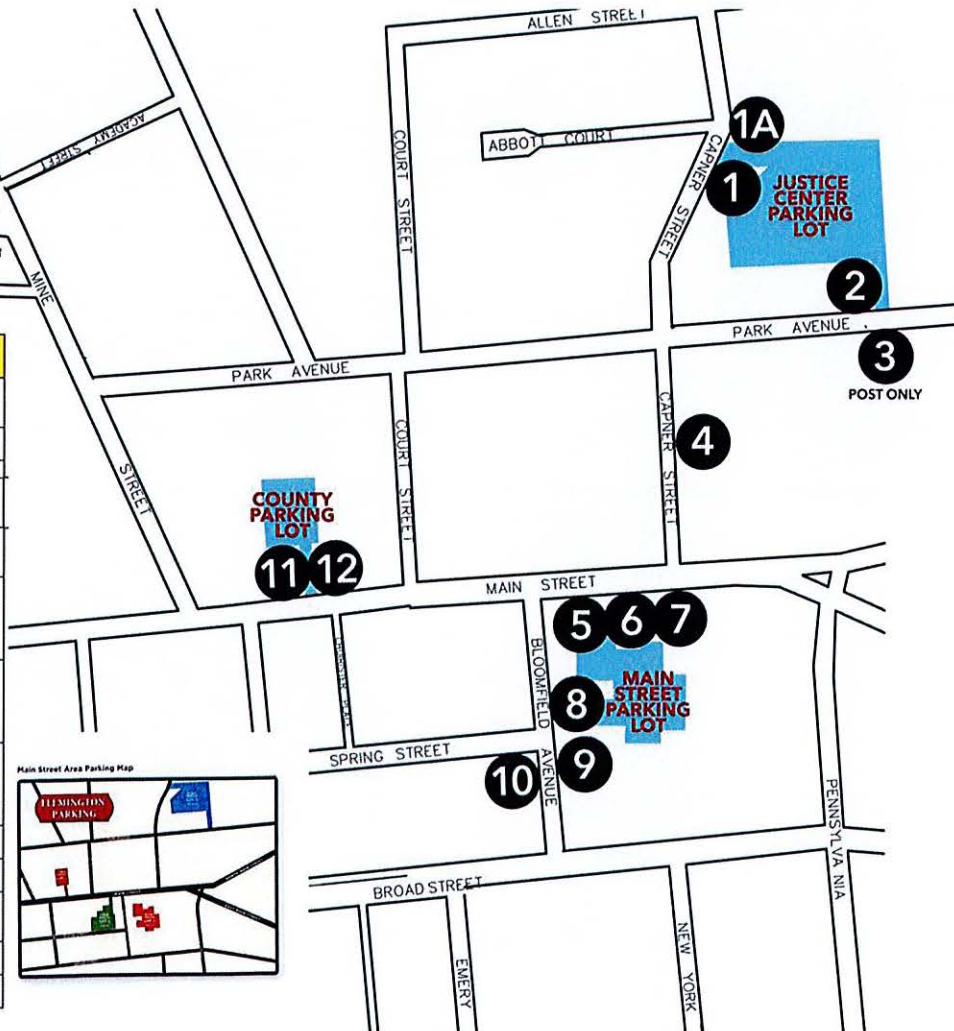 ALLEN STREET
ACADEMY
STREET
COURT STREET
ABBOTT COURT
CAPNER STREET
1A
1
JUSTICE
CENTER
PARKING
LOT
MINE
STREET
2
PARK AVENUE
PARK AVENUE
3
POST ONLY
CAPNER STREET
4
COURT STREET
COUNTY
PARKING
LOT
11
12
MAIN STREET
5
6
7
BLOOMFIELD AVENUE
8
MAIN
STREET
PARKING
LOT
SPRING STREET
9
10
PENNSYLVANIA
Main Street Area Parking Map
FLEMINGTON
PARKING
BROAD STREET
EMERY
NEW YORK